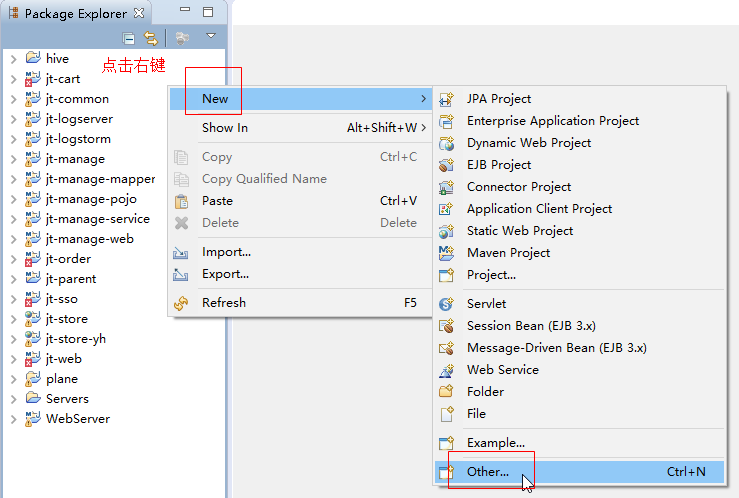 Package Explorer
hive
点击右键
jt-cart
jt-common
jt-logserver
jt-logstorm
jt-manage
jt-manage-mapper
jt-manage-pojo
jt-manage-service
jt-manage-web
jt-order
jt-parent
jt-sso
jt-store
jt-store-yh
jt-web
plane
Servers
WebServer
New
Show In Alt+Shift+W
Copy Ctrl+C
Copy Qualified Name
Paste Ctrl+V
Delete Delete
Import...
Export...
Refresh F5
JPA Project
Enterprise Application Project
Dynamic Web Project
EJB Project
Connector Project
Application Client Project
Static Web Project
Maven Project
Project...
Servlet
Session Bean (EJB 3.x)
Message-Driven Bean (EJB 3.x)
Web Service
Folder
File
Example...
Other... Ctrl+N